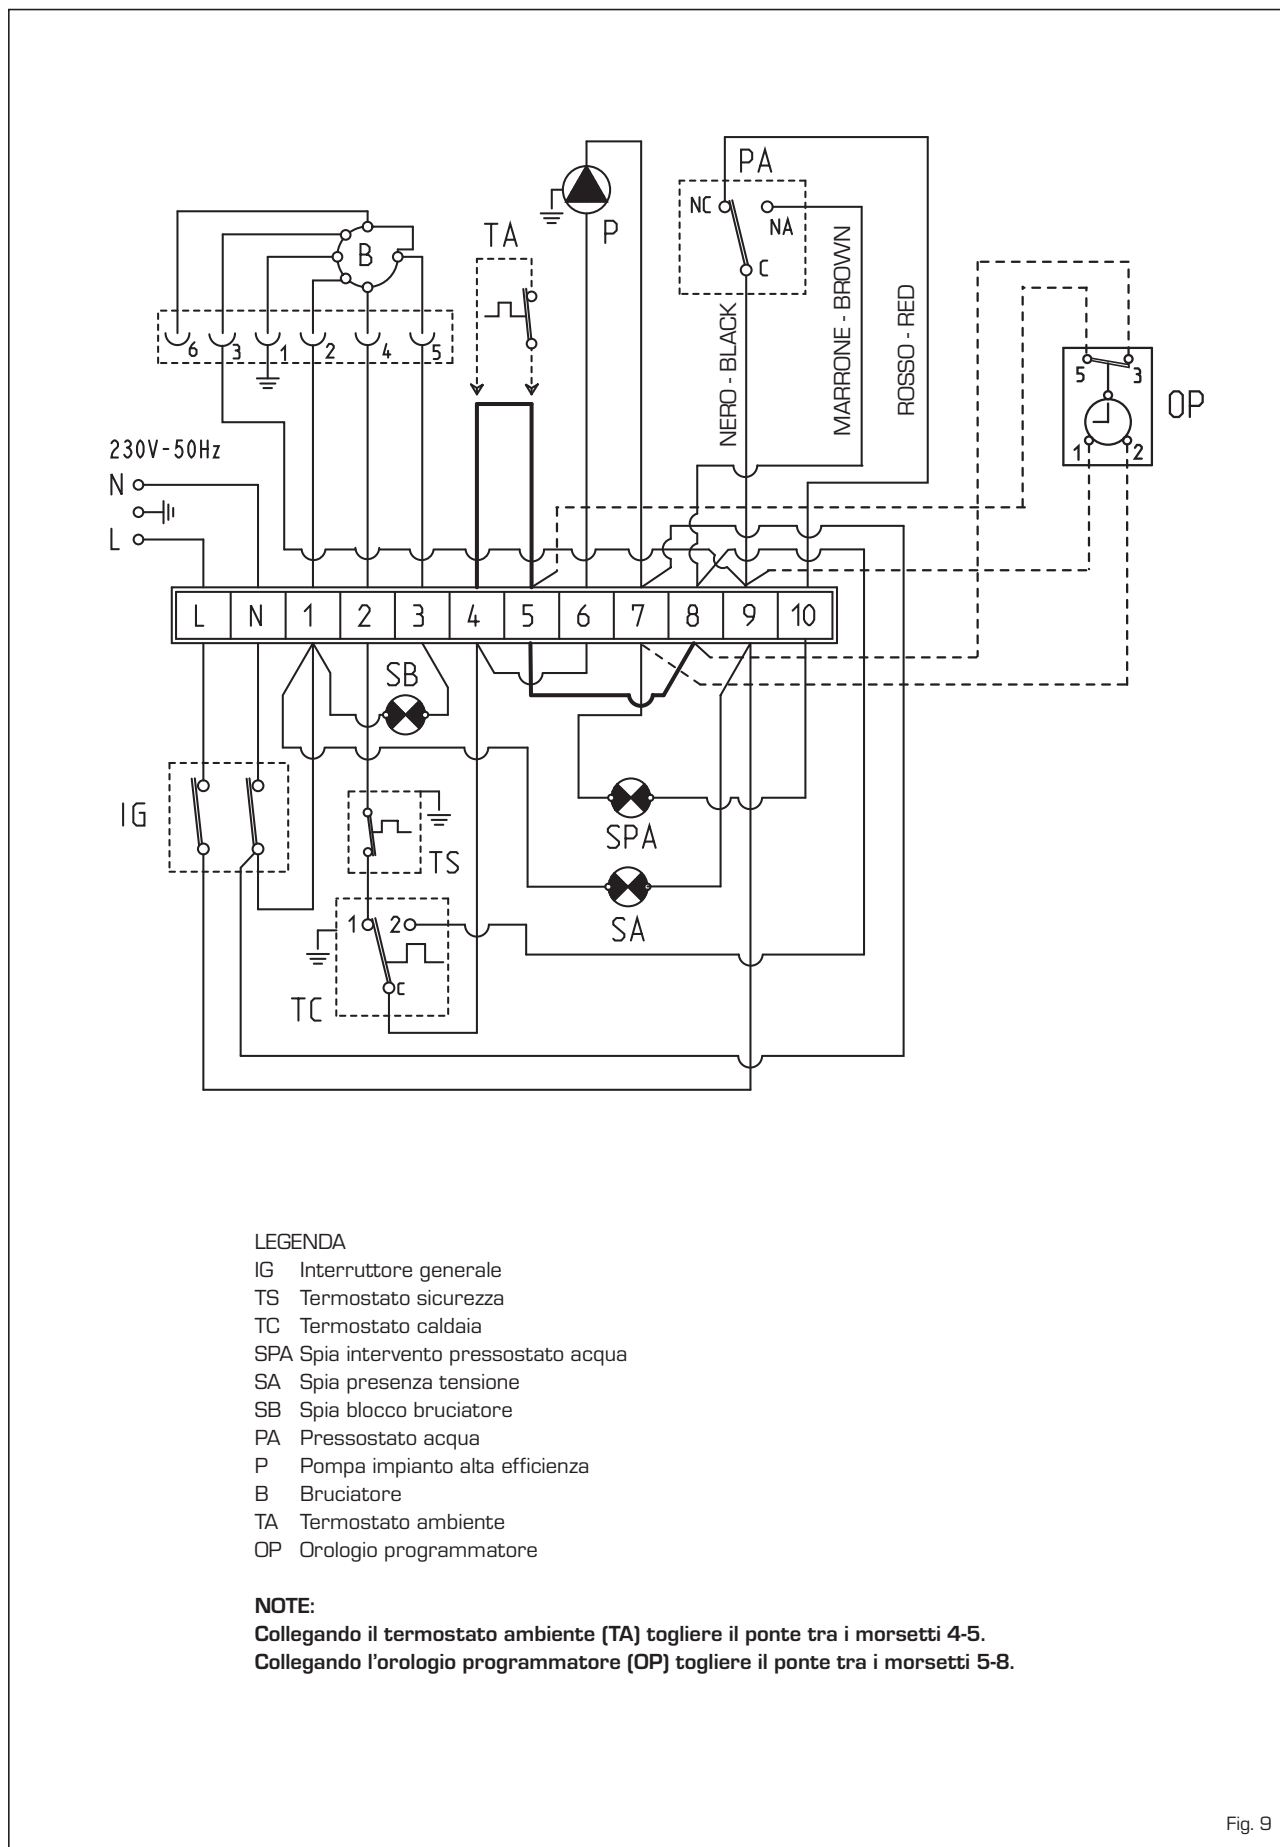 PA
NC
NA
C
TA
P
B
6 3 1 2 4 5
NERO - BLACK
MARRONE - BROWN
ROSSO - RED
5 3
OP
1 2
230V-50Hz
N
L
L N 1 2 3 4 5 6 7 8 9 10
SB
IG
SPA
TS
SA
1 2
C
TC
LEGENDA
IG Interruttore generale
TS Termostato sicurezza
TC Termostato caldaia
SPA Spia intervento pressostato acqua
SA Spia presenza tensione
SB Spia blocco bruciatore
PA Pressostato acqua
P Pompa impianto alta efficienza
B Bruciatore
TA Termostato ambiente
OP Orologio programmatore
NOTE:
Collegando il termostato ambiente (TA) togliere il ponte tra i morsetti 4-5.
Collegando l'orologio programmatore (OP) togliere il ponte tra i morsetti 5-8.
Fig. 9